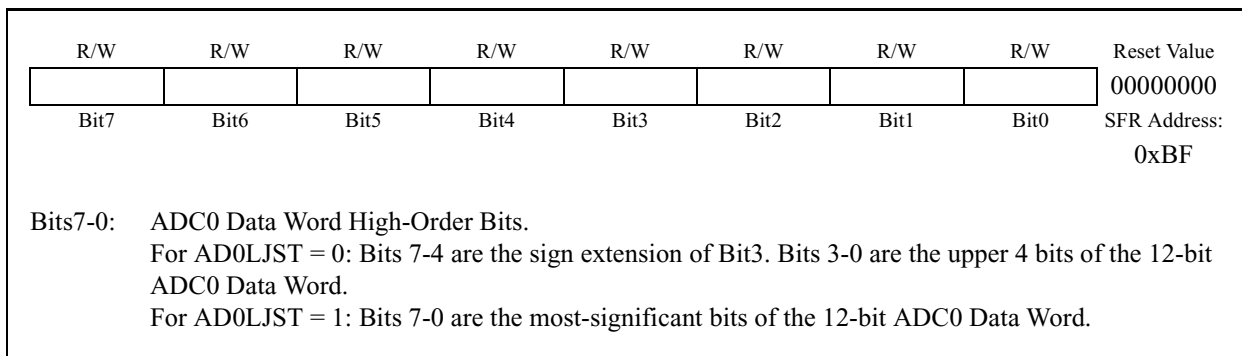 R/W R/W R/W R/W R/W R/W R/W R/W Reset Value
00000000
Bit7 Bit6 Bit5 Bit4 Bit3 Bit2 Bit1 Bit0 SFR Address:
0xBF
Bits7-0: ADC0 Data Word High-Order Bits.
For AD0LJST = 0: Bits 7-4 are the sign extension of Bit3. Bits 3-0 are the upper 4 bits of the 12-bit
ADC0 Data Word.
For AD0LJST = 1: Bits 7-0 are the most-significant bits of the 12-bit ADC0 Data Word.